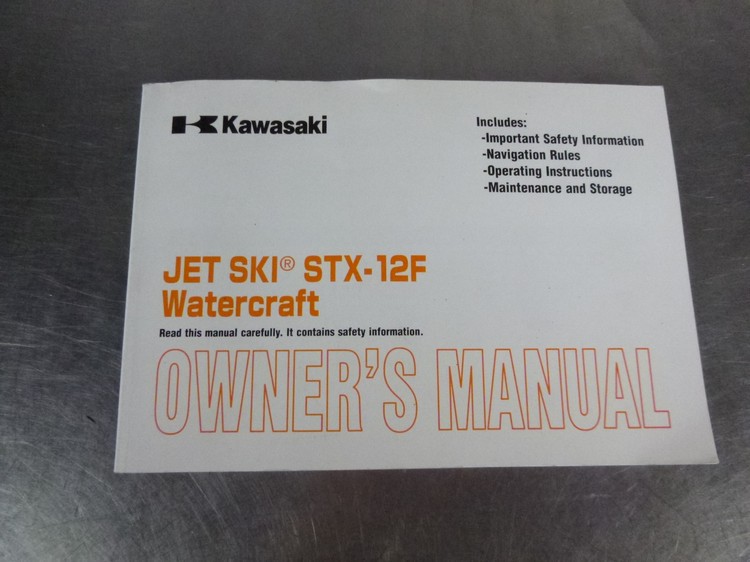 Kawasaki
Includes:
-Important Safety Information
-Navigation Rules
-Operating Instructions
-Maintenance and Storage
JET SKI® STX-12F
Watercraft
Read this manual carefully. It contains safety information.
OWNER'S MANUAL